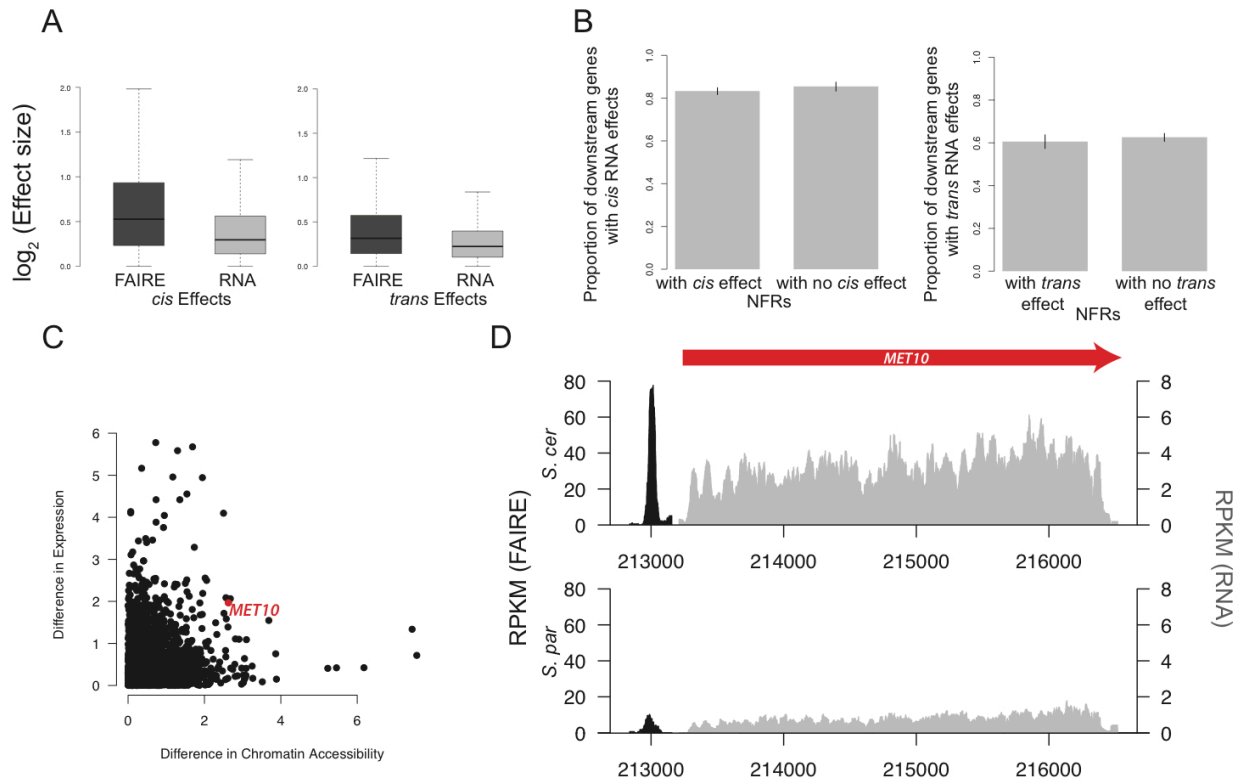 A
log2 (Effect size)
2.0
1.5
1.0
0.5
0.0
FAIRE
RNA
cis Effects
2.0
1.5
1.0
0.5
0.0
FAIRE
RNA
trans Effects
B
Proportion of downstream genes
with cis RNA effects
1.0
0.8
0.6
0.4
0.2
0.0
with cis effect
with no cis effect
NFRs
Proportion of downstream genes
with trans RNA effects
1.0
0.8
0.6
0.4
0.2
0.0
with trans
effect
with no trans
effect
NFRs
C
Difference in Expression
6
5
4
3
2
1
0
MET10
0
2
4
6
Difference in Chromatin Accessibility
D
MET10
RPKM (FAIRE)
S. cer
80
60
40
20
0
8
6
4
2
0
213000
214000
215000
216000
S. par
80
60
40
20
0
8
6
4
2
0
213000
214000
215000
216000
RPKM (RNA)